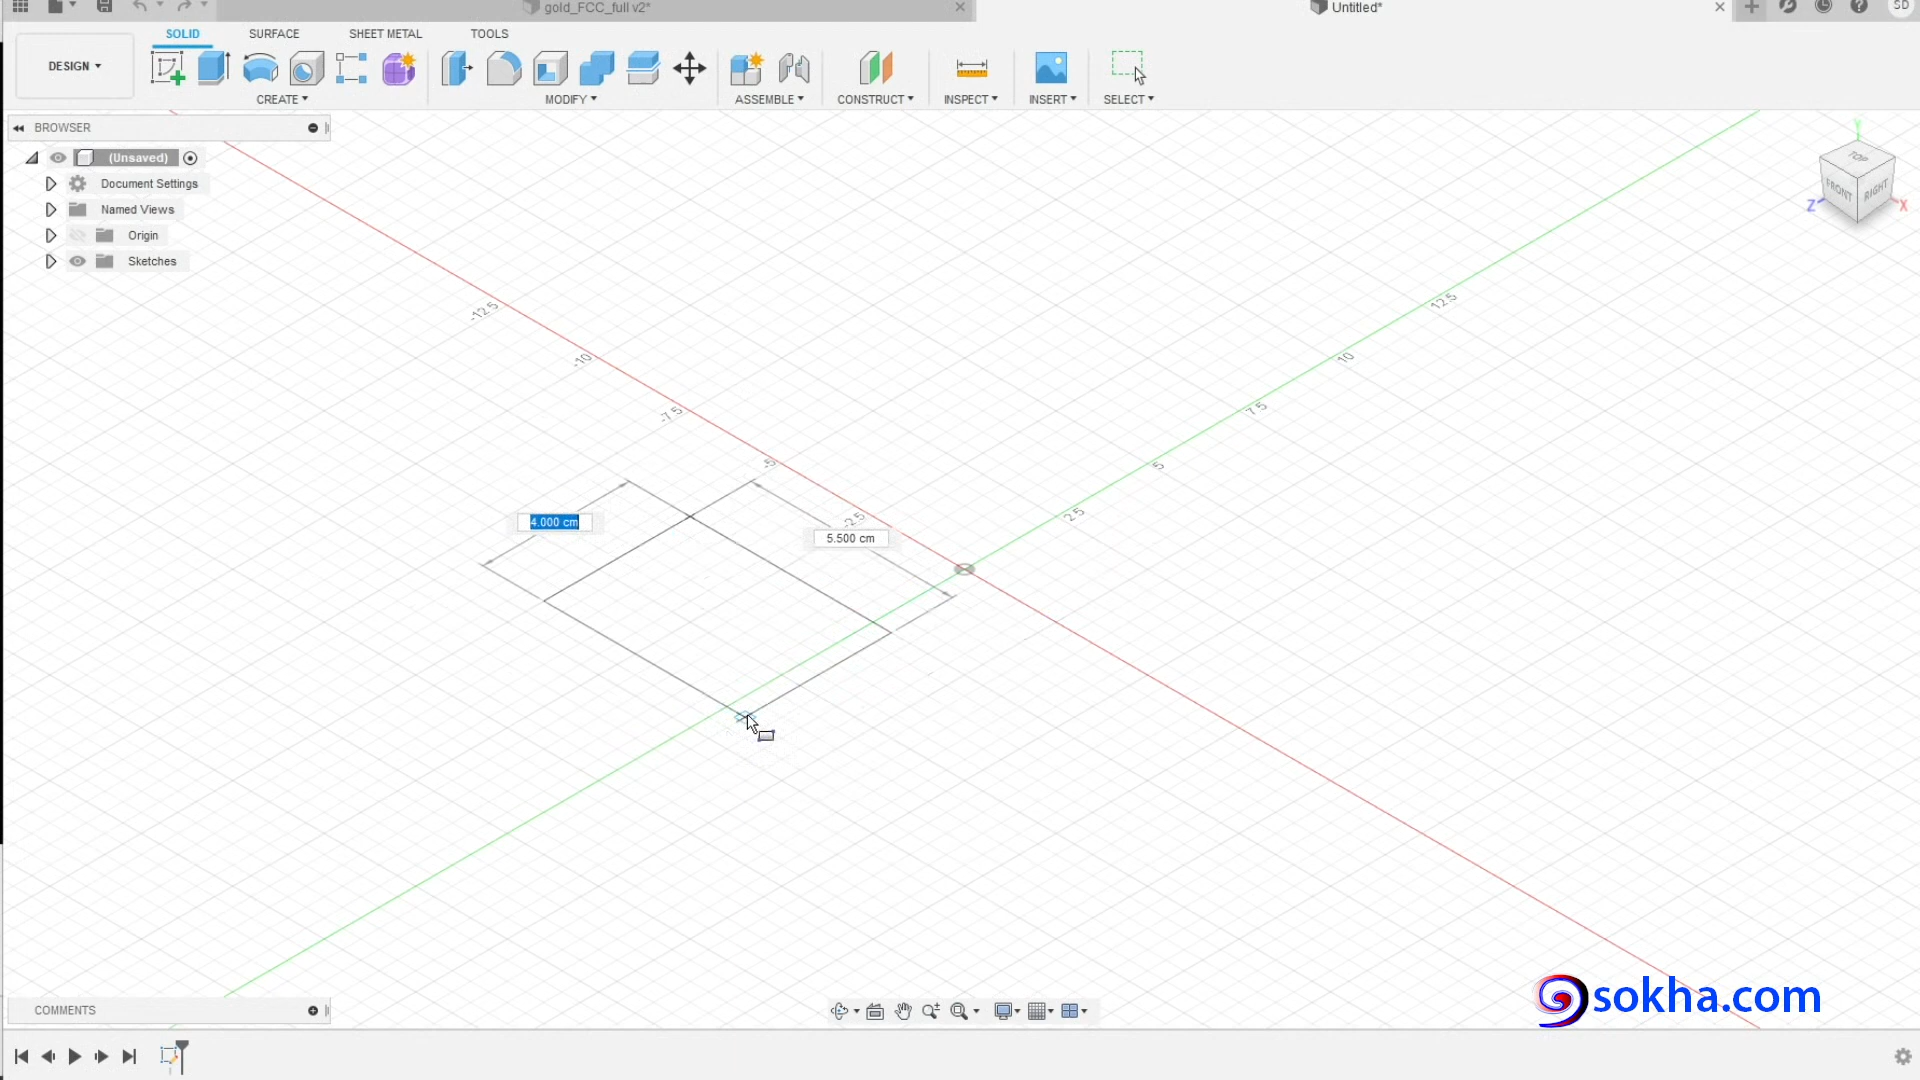 gold_FCC_full v2*
Untitled*
SD
SOLID
SURFACE
SHEET METAL
TOOLS
DESIGN
CREATE
MODIFY
ASSEMBLE
CONSTRUCT
INSPECT
INSERT
SELECT
BROWSER
(Unsaved)
Document Settings
Named Views
Origin
Sketches
Y
TOP
FRONT
RIGHT
Z
X
-12.5
-10
-7.5
-5
-2.5
12.5
10
7.5
5
2.5
4.000 cm
5.500 cm
sokha.com
COMMENTS